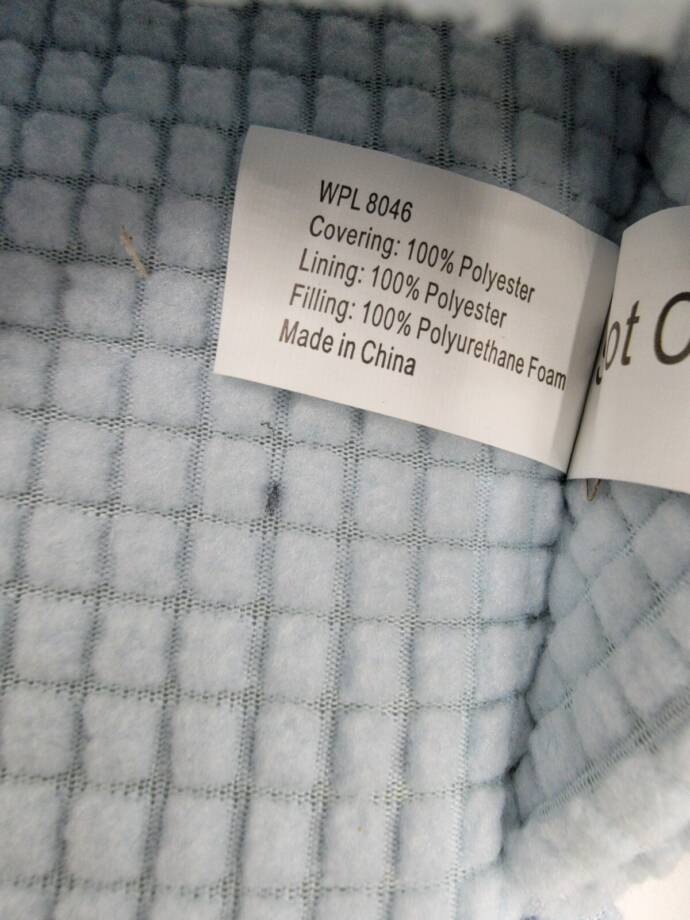 WPL 8046
Covering: 100% Polyester
Lining: 100% Polyester
Filling: 100% Polyurethane Foam
Made in China